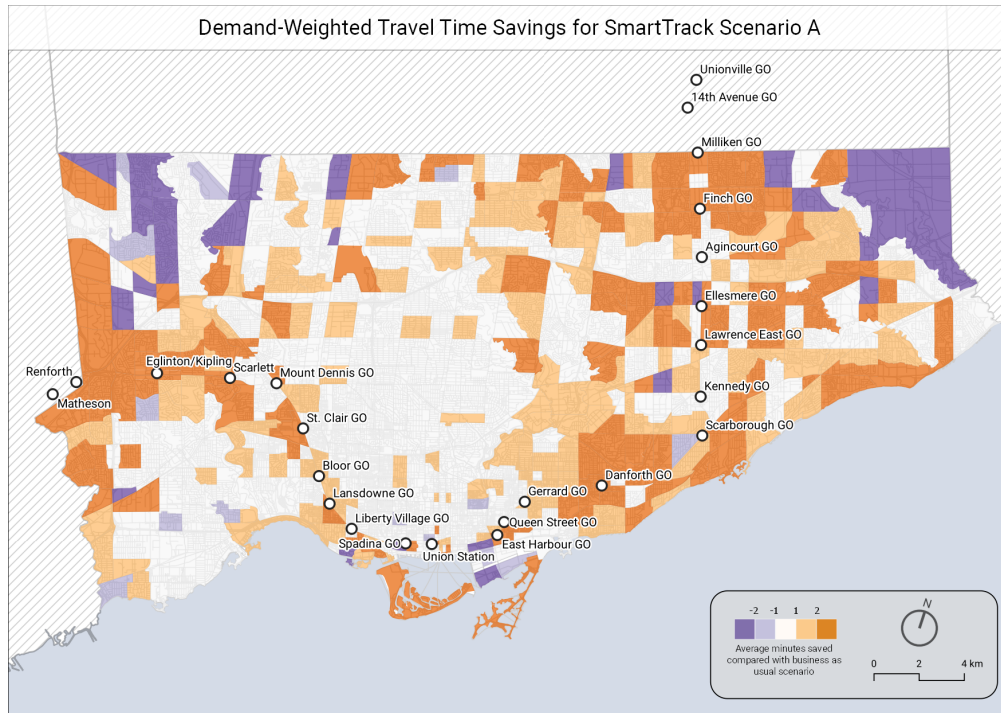 Demand-Weighted Travel Time Savings for SmartTrack Scenario A
Unionville GO
14th Avenue GO
Milliken GO
Finch GO
Agincourt GO
Ellesmere GO
Lawrence East GO
Eglinton/Kipling
Scarlett
Renforth
Mount Dennis GO
Matheson
Kennedy GO
St. Clair GO
Scarborough GO
Bloor GO
Danforth GO
Lansdowne GO
Gerrard GO
Liberty Village GO
Queen Street GO
Spadina GO
East Harbour GO
Union Station
-2 -1 1 2
Average minutes saved
compared with business as
usual scenario
N
0 2 4 km